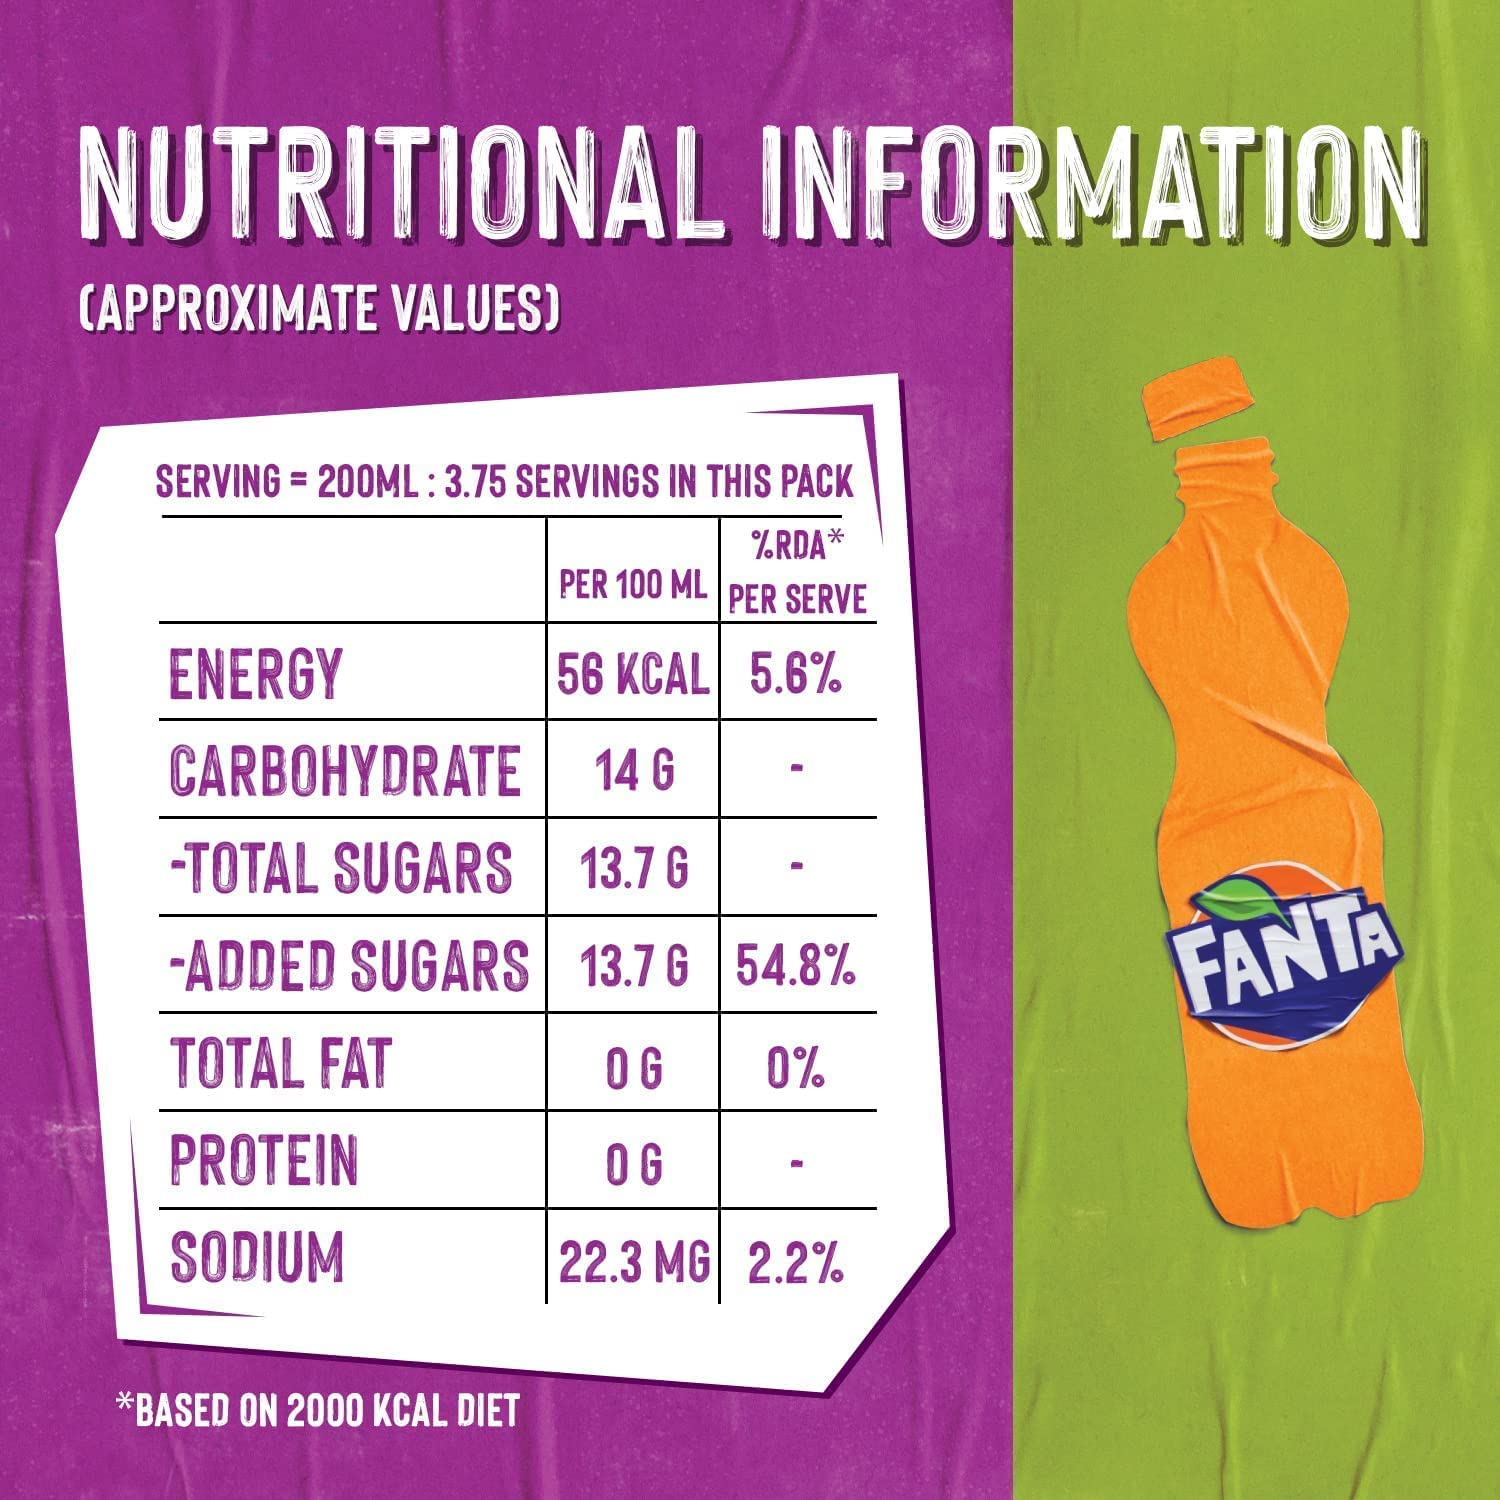 NUTRITIONAL INFORMATION
(APPROXIMATE VALUES)
SERVING = 200ML : 3.75 SERVINGS IN THIS PACK
PER 100 ML %RDA* PER SERVE
ENERGY 56 KCAL 5.6%
CARBOHYDRATE 14 G -
-TOTAL SUGARS 13.7 G -
-ADDED SUGARS 13.7 G 54.8%
TOTAL FAT 0 G 0%
PROTEIN 0 G -
SODIUM 22.3 MG 2.2%
*BASED ON 2000 KCAL DIET
FANTA